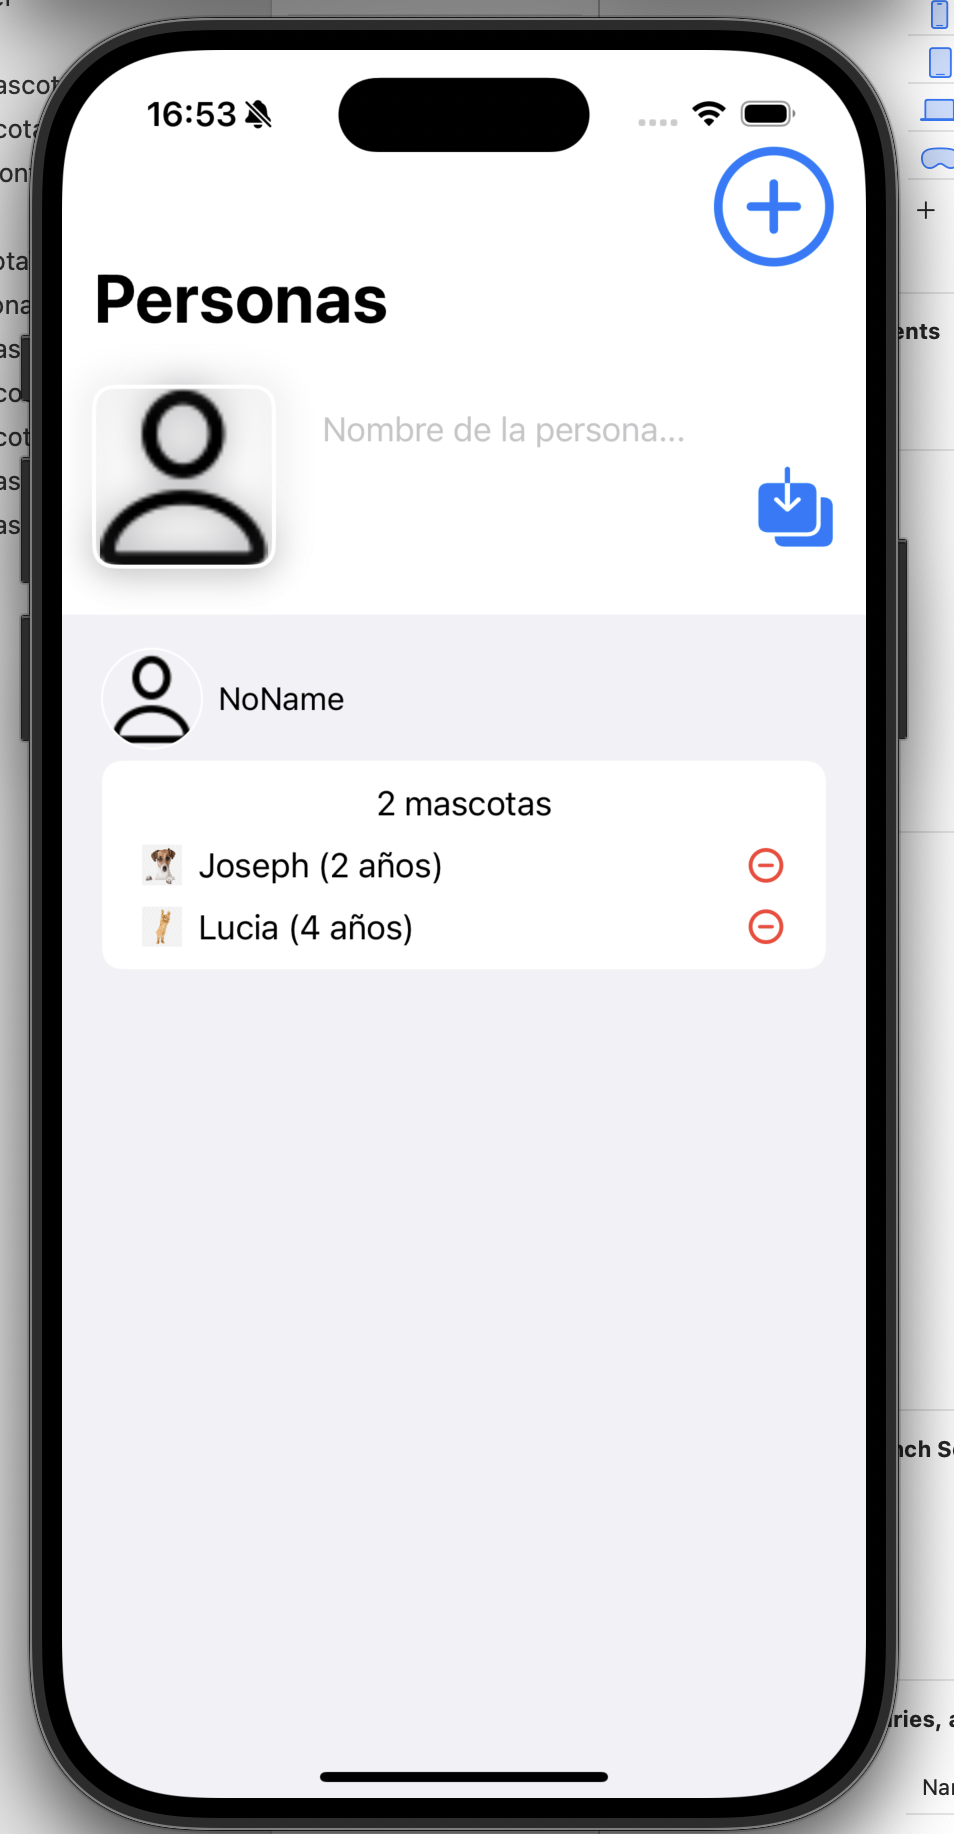 16:53
Personas
Nombre de la persona...
NoName
2 mascotas
Joseph (2 años)
Lucia (4 años)